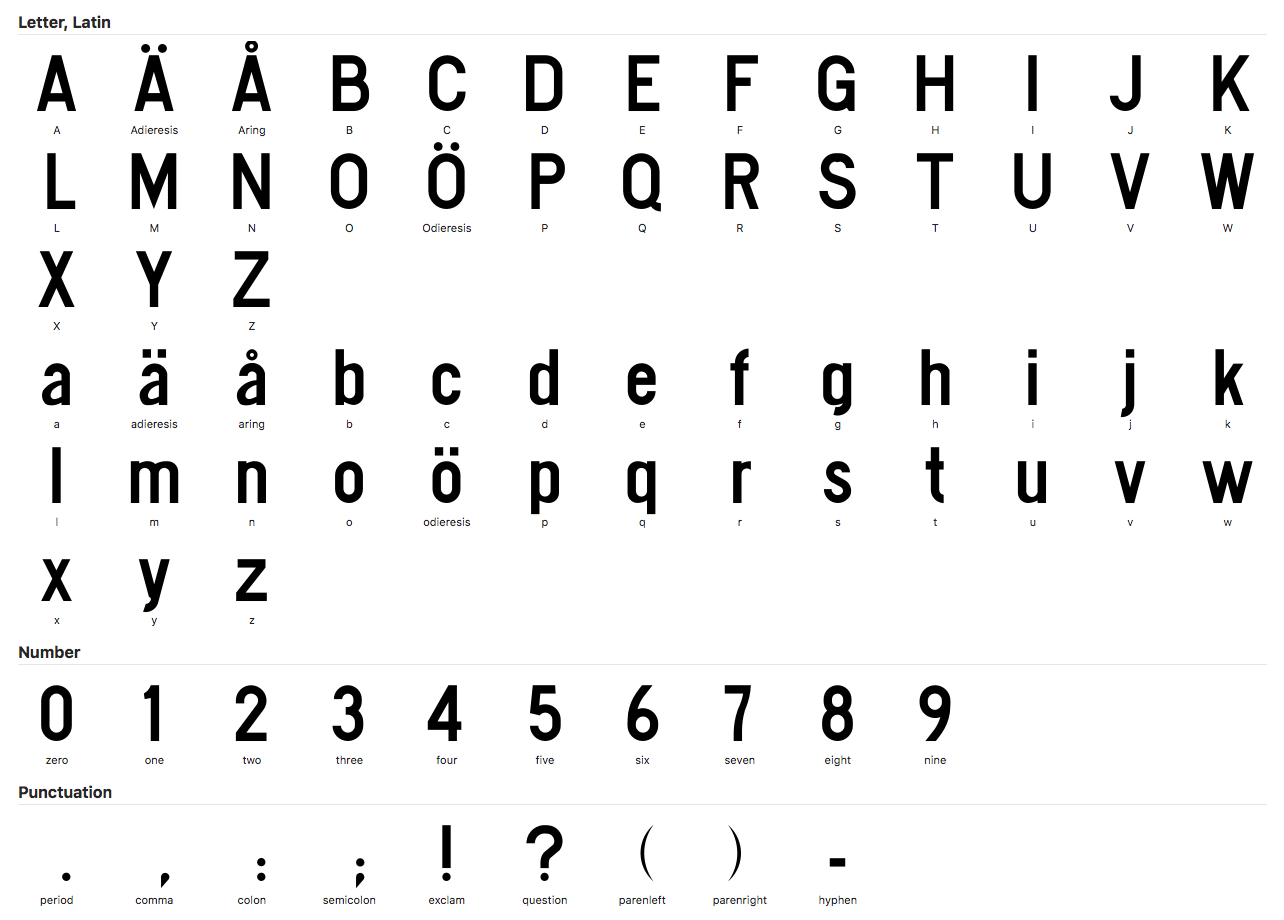 Letter, Latin
A Ä Å B C D E F G H I J K
A Adieresis Aring B C D E F G H I J K
L M N O Ö P Q R S T U V W
L M N O Odieresis P Q R S T U V W
X Y Z
X Y Z
a ä å b c d e f g h i j k
a adieresis aring b c d e f g h i j k
l m n o ö p q r s t u v w
l m n o odieresis p q r s t u v w
x y z
x y z
Number
0 1 2 3 4 5 6 7 8 9
zero one two three four five six seven eight nine
Punctuation
. , : ; ! ? ( ) -
period comma colon semicolon exclam question parenleft parenright hyphen